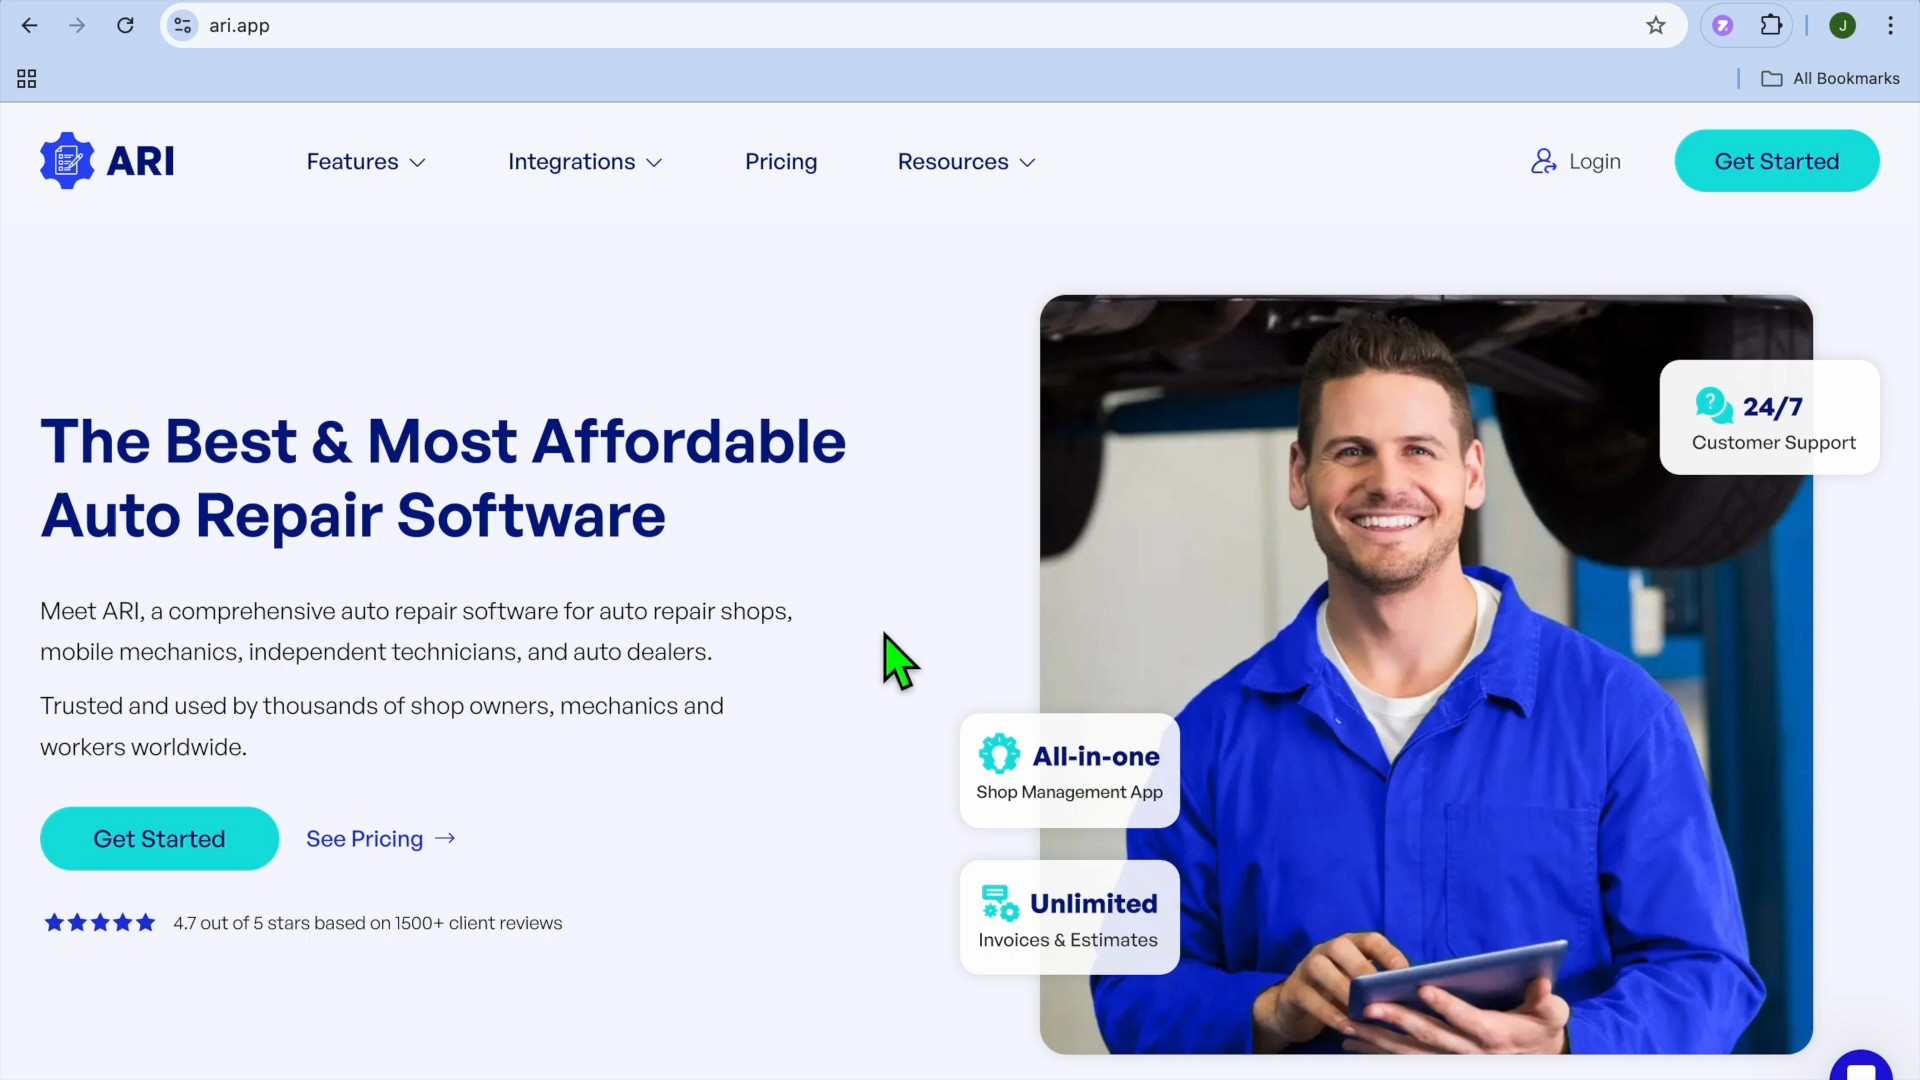 ari.app
J
All Bookmarks
ARI
Features
Integrations
Pricing
Resources
Login
Get Started
The Best & Most Affordable
Auto Repair Software
Meet ARI, a comprehensive auto repair software for auto repair shops,
mobile mechanics, independent technicians, and auto dealers.
Trusted and used by thousands of shop owners, mechanics and
workers worldwide.
Get Started
See Pricing →
4.7 out of 5 stars based on 1500+ client reviews
? 24/7
Customer Support
All-in-one
Shop Management App
Unlimited
Invoices & Estimates